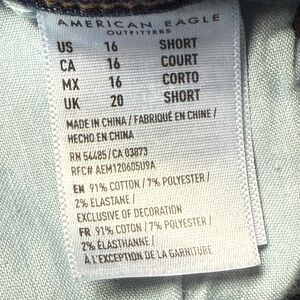 AMERICAN EAGLE
OUTFITTERS
US 16 SHORT
CA 16 COURT
MX 16 CORTO
UK 20 SHORT
MADE IN CHINA / FABRIQUÉ EN CHINE /
HECHO EN CHINA
RN 54485/CA 03873
RFC# AEM120605U9A
EN 91% COTTON / 7% POLYESTER /
2% ELASTANE /
EXCLUSIVE OF DECORATION
FR 91% COTON / 7% POLYESTER /
2% ÉLASTHANNE /
À L'EXCEPTION DE LA GARNITURE